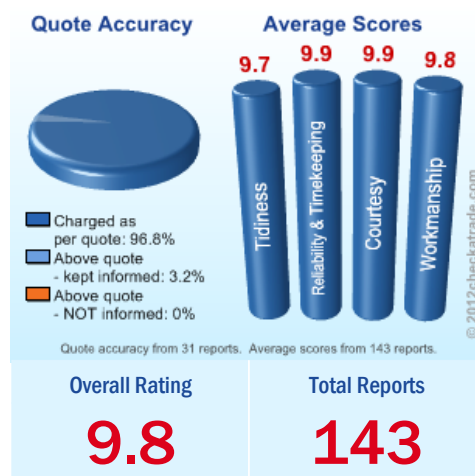 Quote Accuracy
Charged as
per quote: 96.8%
Above quote
- kept informed: 3.2%
Above quote
- NOT informed: 0%
Average Scores
9.7
9.9
9.9
9.8
Tidiness
Reliability & Timekeeping
Courtesy
Workmanship
© 2012checkatrade.com
Quote accuracy from 31 reports. Average scores from 143 reports.
Overall Rating
9.8
Total Reports
143